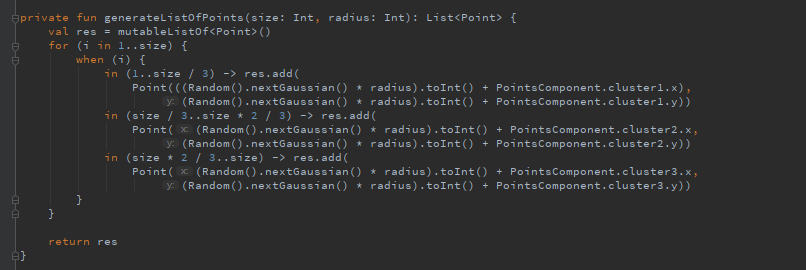 private fun generateListOfPoints(size: Int, radius: Int): List<Point> {
    val res = mutableListOf<Point>()
    for (i in 1..size) {
        when (i) {
            in (1..size / 3) -> res.add(
                Point(((Random().nextGaussian() * radius).toInt() + PointsComponent.cluster1.x),
                    y: (Random().nextGaussian() * radius).toInt() + PointsComponent.cluster1.y))
            in (size / 3..size * 2 / 3) -> res.add(
                Point( x: (Random().nextGaussian() * radius).toInt() + PointsComponent.cluster2.x,
                    y: (Random().nextGaussian() * radius).toInt() + PointsComponent.cluster2.y))
            in (size * 2 / 3..size) -> res.add(
                Point( x: (Random().nextGaussian() * radius).toInt() + PointsComponent.cluster3.x,
                    y: (Random().nextGaussian() * radius).toInt() + PointsComponent.cluster3.y))
        }
    }

    return res
}